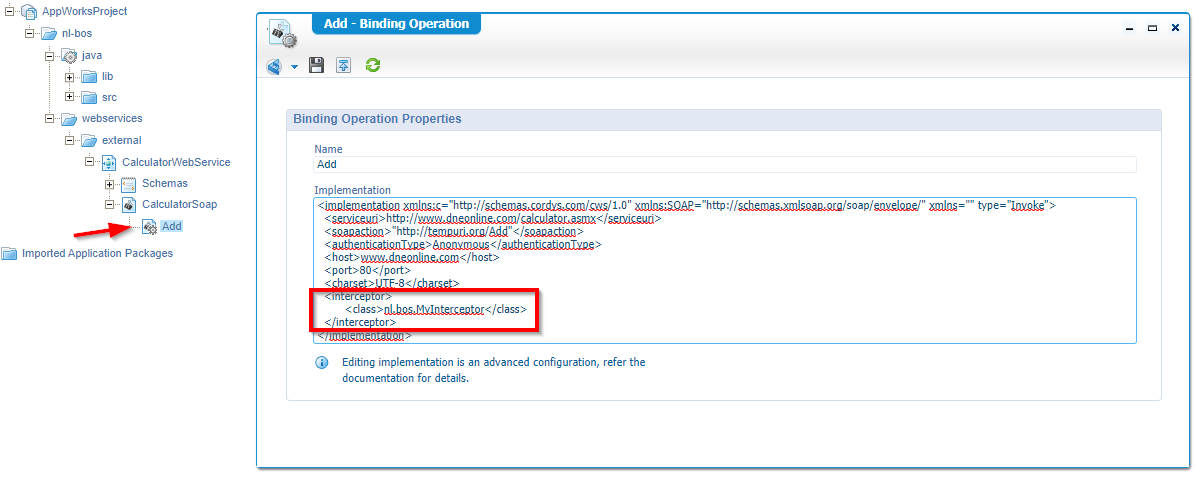 AppWorksProject
nl-bos
java
lib
src
webservices
external
CalculatorWebService
Schemas
CalculatorSoap
Add
Imported Application Packages
Add - Binding Operation
Binding Operation Properties
Name
Add
Implementation
<implementation xmlns:c="http://schemas.cordys.com/cws/1.0" xmlns:SOAP="http://schemas.xmlsoap.org/soap/envelope/" xmlns="" type="Invoke">
<serviceuri>http://www.dneonline.com/calculator.asmx</serviceuri>
<soapaction>"http://tempuri.org/Add"</soapaction>
<authenticationType>Anonymous</authenticationType>
<host>www.dneonline.com</host>
<port>80</port>
<charset>UTF-8</charset>
<interceptor>
<class>nl.bos.MyInterceptor</class>
</interceptor>
</implementation>
Editing implementation is an advanced configuration, refer the
documentation for details.